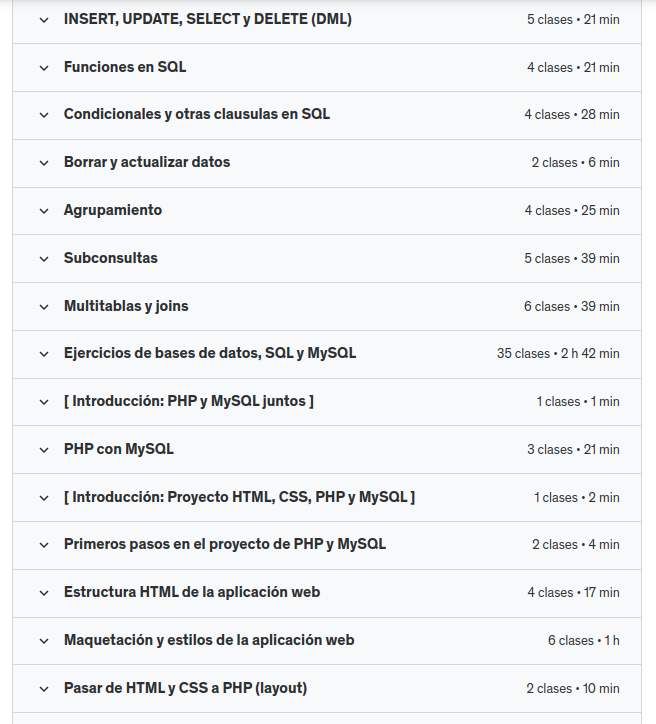 INSERT, UPDATE, SELECT y DELETE (DML) 5 clases • 21 min
Funciones en SQL 4 clases • 21 min
Condicionales y otras clausulas en SQL 4 clases • 28 min
Borrar y actualizar datos 2 clases • 6 min
Agrupamiento 4 clases • 25 min
Subconsultas 5 clases • 39 min
Multitablas y joins 6 clases • 39 min
Ejercicios de bases de datos, SQL y MySQL 35 clases • 2 h 42 min
[ Introducción: PHP y MySQL juntos ] 1 clases • 1 min
PHP con MySQL 3 clases • 21 min
[ Introducción: Proyecto HTML, CSS, PHP y MySQL ] 1 clases • 2 min
Primeros pasos en el proyecto de PHP y MySQL 2 clases • 4 min
Estructura HTML de la aplicación web 4 clases • 17 min
Maquetación y estilos de la aplicación web 6 clases • 1 h
Pasar de HTML y CSS a PHP (layout) 2 clases • 10 min